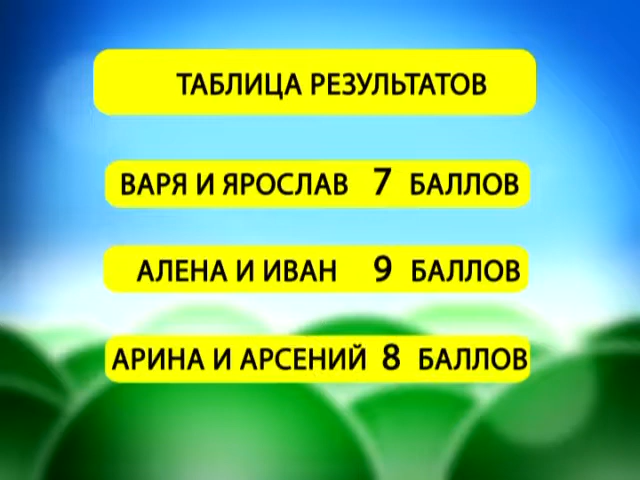 ТАБЛИЦА РЕЗУЛЬТАТОВ
ВАРЯ И ЯРОСЛАВ 7 БАЛЛОВ
АЛЕНА И ИВАН 9 БАЛЛОВ
АРИНА И АРСЕНИЙ 8 БАЛЛОВ